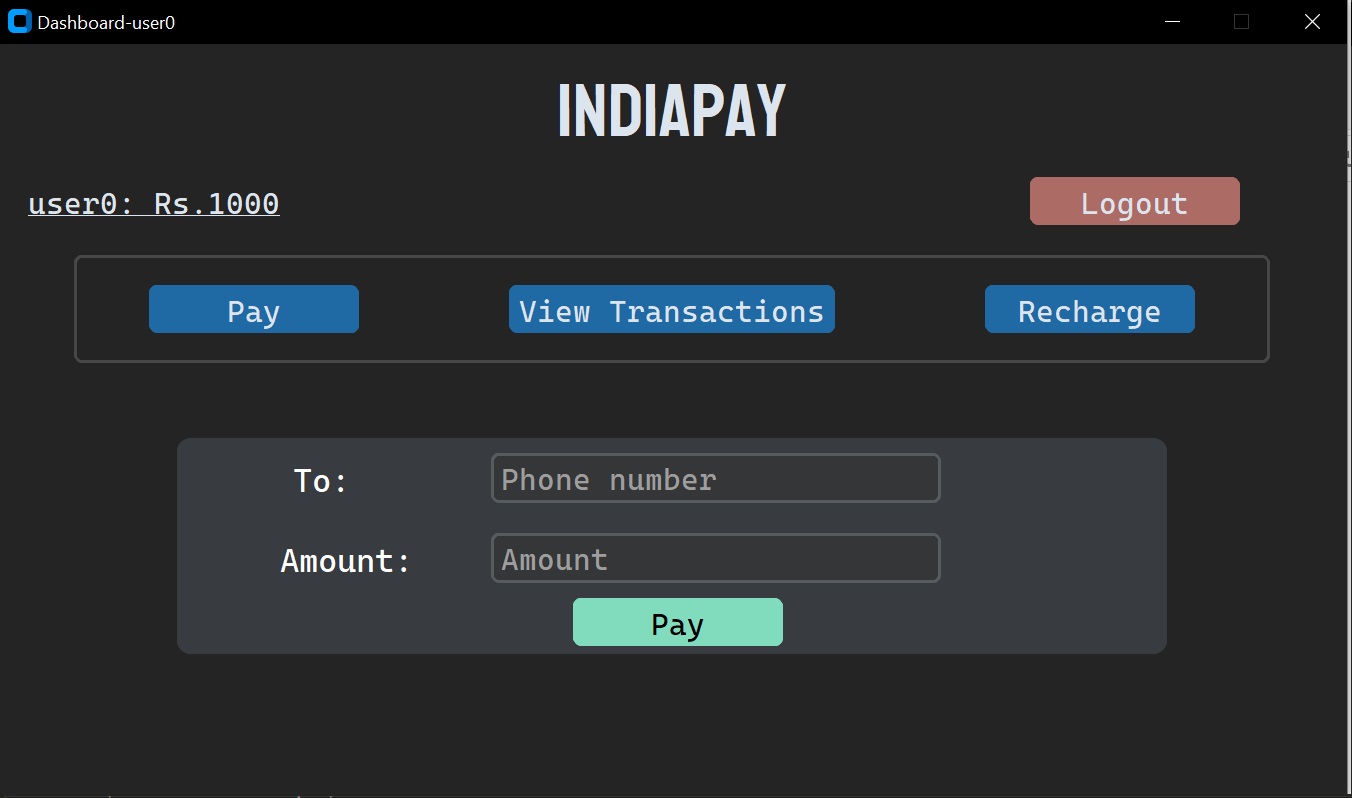 Dashboard-user0
INDIAPAY
user0: Rs.1000
Logout
Pay
View Transactions
Recharge
To:
Phone number
Amount:
Amount
Pay